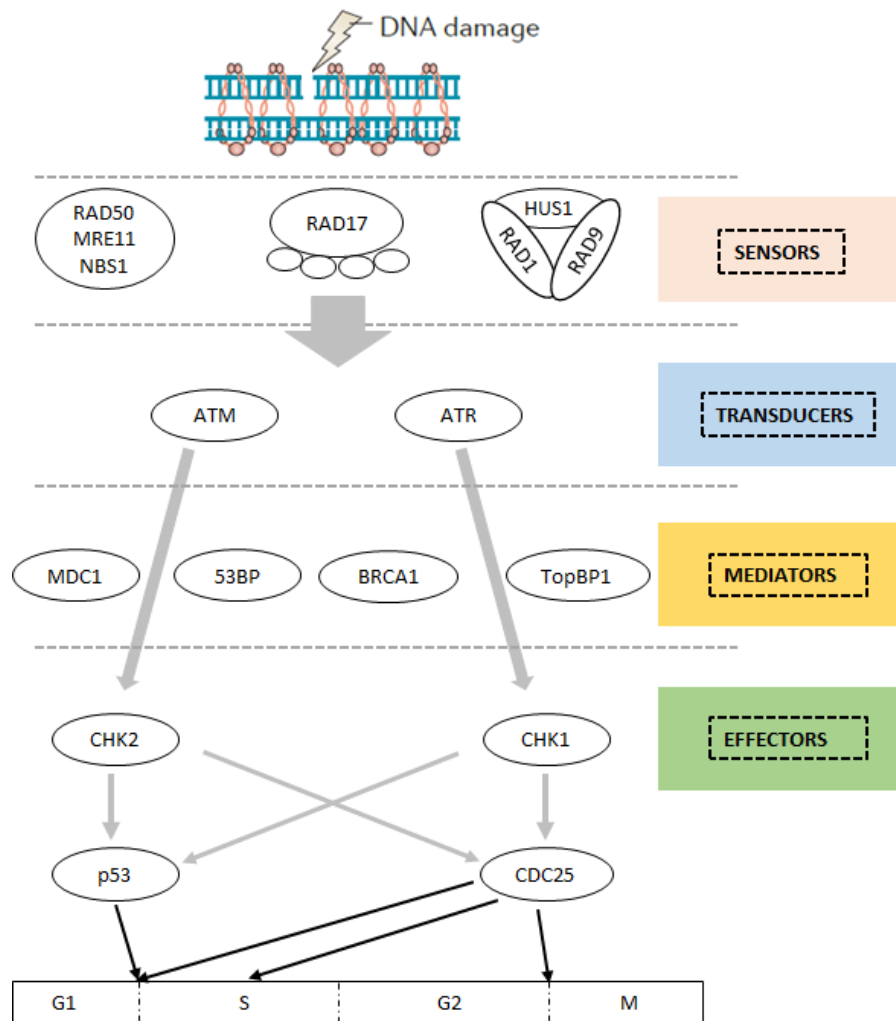 DNA damage
RAD50
MRE11
NBS1
RAD17
HUS1
RAD1
RAD9
SENSORS
ATM
ATR
TRANSDUCERS
MDC1
53BP
BRCA1
TopBP1
MEDIATORS
CHK2
CHK1
EFFECTORS
p53
CDC25
G1
S
G2
M